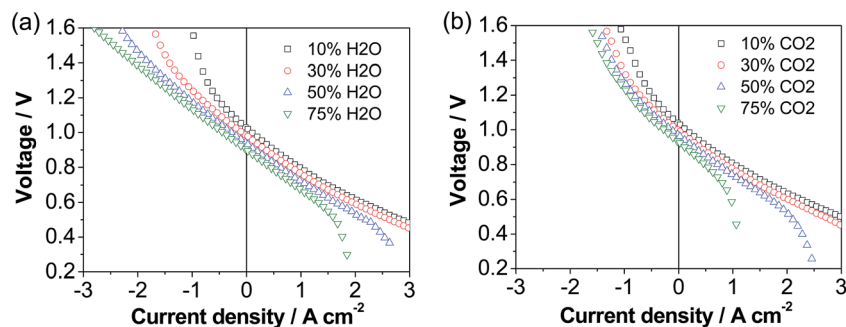 (a)
1.6
1.4
1.2
1.0
0.8
0.6
0.4
0.2
Voltage / V
10% H2O
30% H2O
50% H2O
75% H2O
-3 -2 -1 0 1 2 3
Current density / A cm-2
(b)
1.6
1.4
1.2
1.0
0.8
0.6
0.4
0.2
Voltage / V
10% CO2
30% CO2
50% CO2
75% CO2
-3 -2 -1 0 1 2 3
Current density / A cm-2